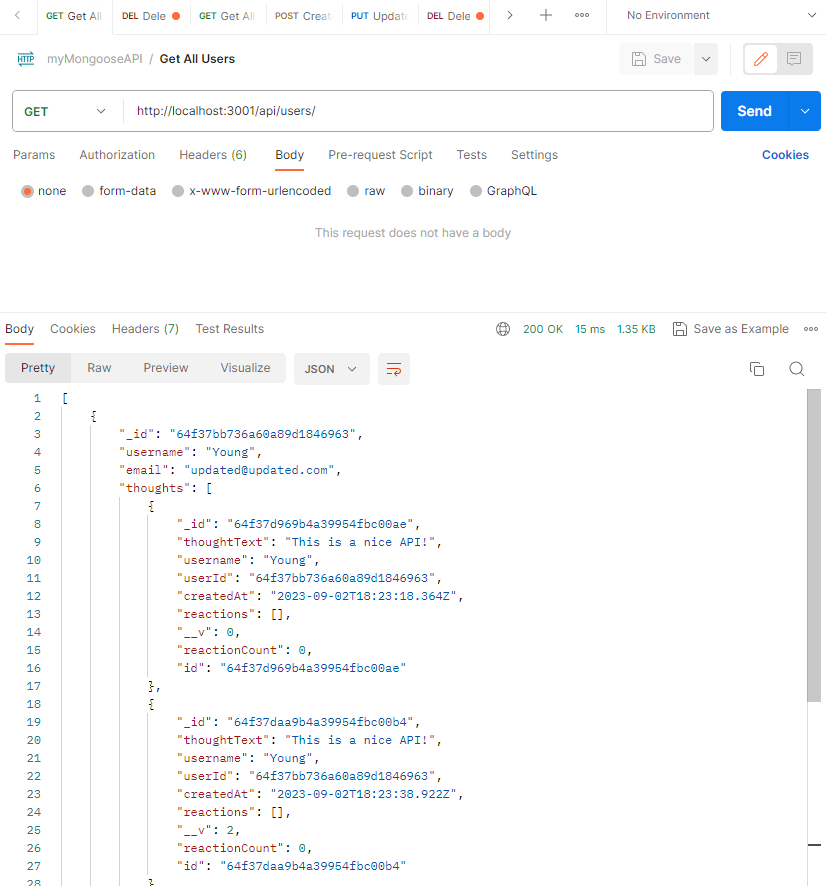 GET Get All DEL Dele GET Get All POST Creat PUT Update DEL Dele No Environment
HTTP myMongooseAPI / Get All Users Save
GET http://localhost:3001/api/users/ Send
Params Authorization Headers (6) Body Pre-request Script Tests Settings Cookies
none form-data x-www-form-urlencoded raw binary GraphQL
This request does not have a body
Body Cookies Headers (7) Test Results 200 OK 15 ms 1.35 KB Save as Example
Pretty Raw Preview Visualize JSON
1 [
2 {
3 "_id": "64f37bb736a60a89d1846963",
4 "username": "Young",
5 "email": "updated@updated.com",
6 "thoughts": [
7 {
8 "_id": "64f37d969b4a39954fbc00ae",
9 "thoughtText": "This is a nice API!",
10 "username": "Young",
11 "userId": "64f37bb736a60a89d1846963",
12 "createdAt": "2023-09-02T18:23:18.364Z",
13 "reactions": [],
14 "__v": 0,
15 "reactionCount": 0,
16 "id": "64f37d969b4a39954fbc00ae"
17 },
18 {
19 "_id": "64f37daa9b4a39954fbc00b4",
20 "thoughtText": "This is a nice API!",
21 "username": "Young",
22 "userId": "64f37bb736a60a89d1846963",
23 "createdAt": "2023-09-02T18:23:38.922Z",
24 "reactions": [],
25 "__v": 2,
26 "reactionCount": 0,
27 "id": "64f37daa9b4a39954fbc00b4"
28 }